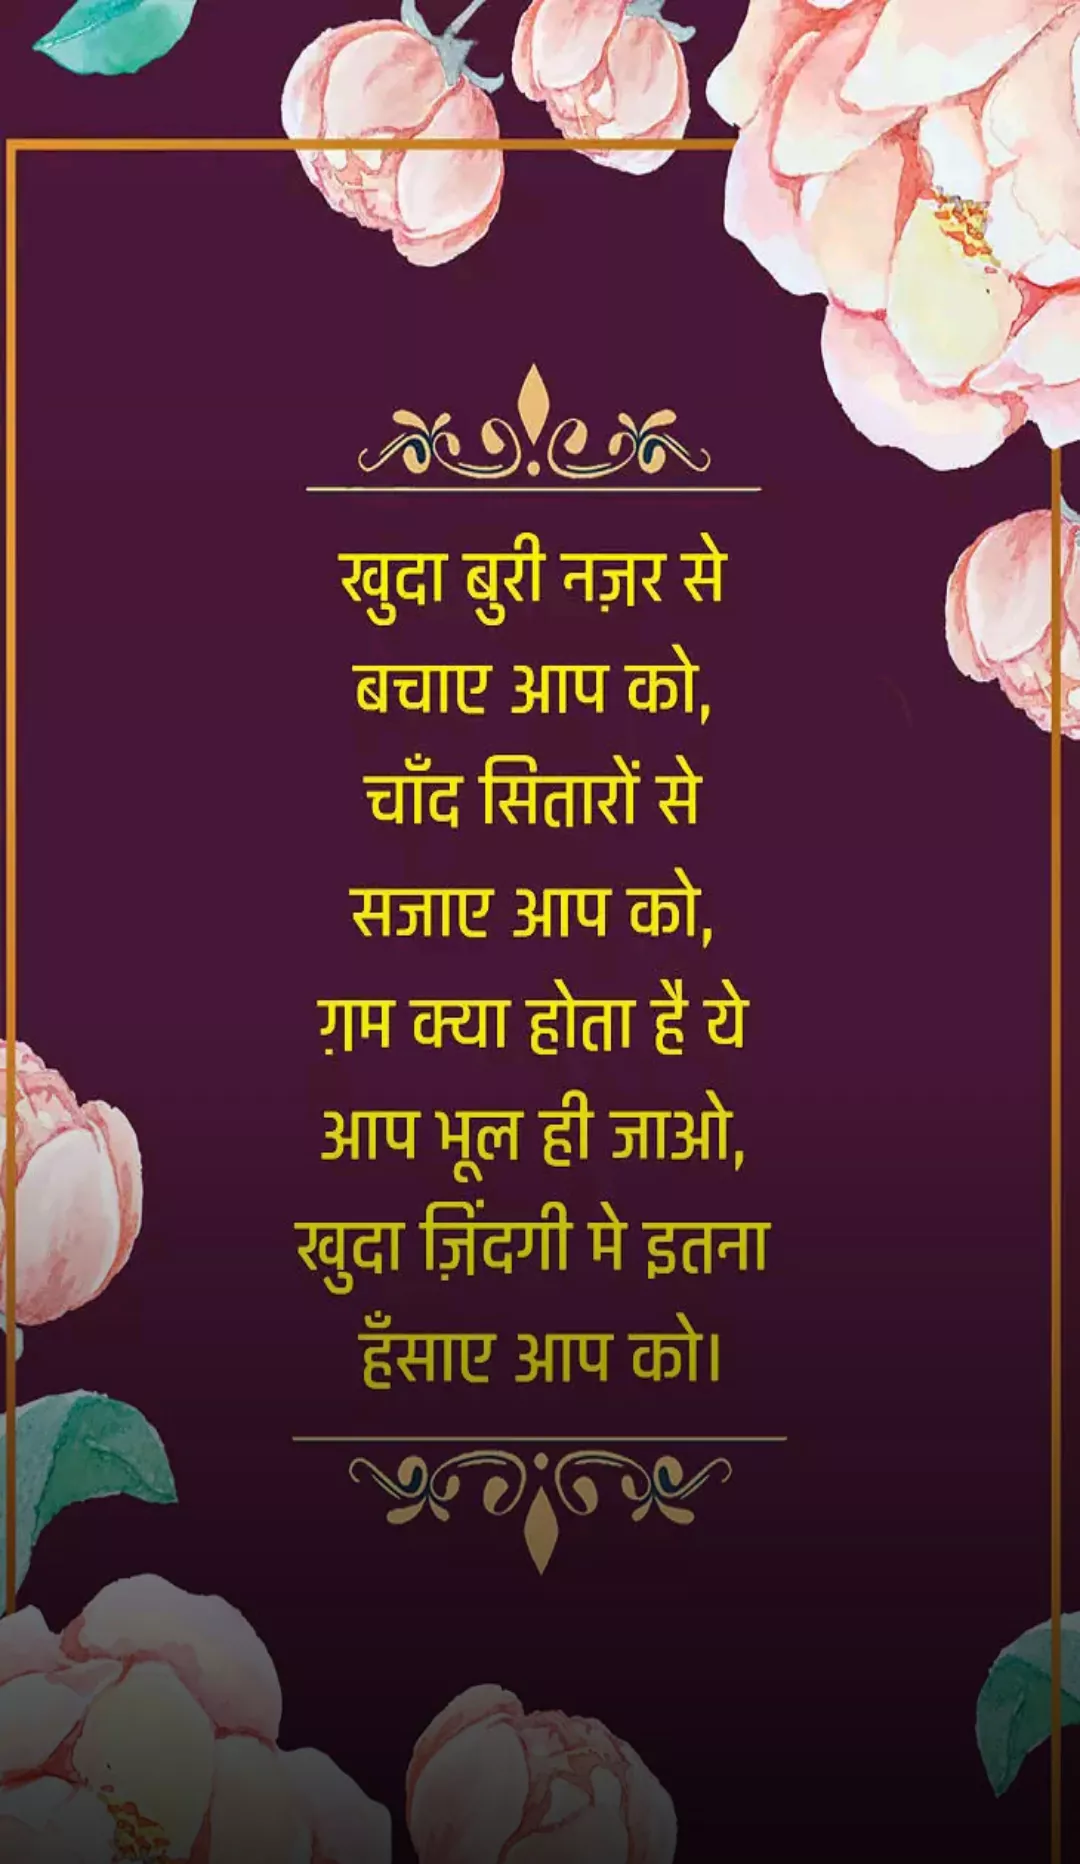 खुदा बुरी नज़र से
बचाए आप को,
चाँद सितारों से
सजाए आप को,
ग़म क्या होता है ये
आप भूल ही जाओ,
खुदा ज़िंदगी मे इतना
हँसाए आप को।